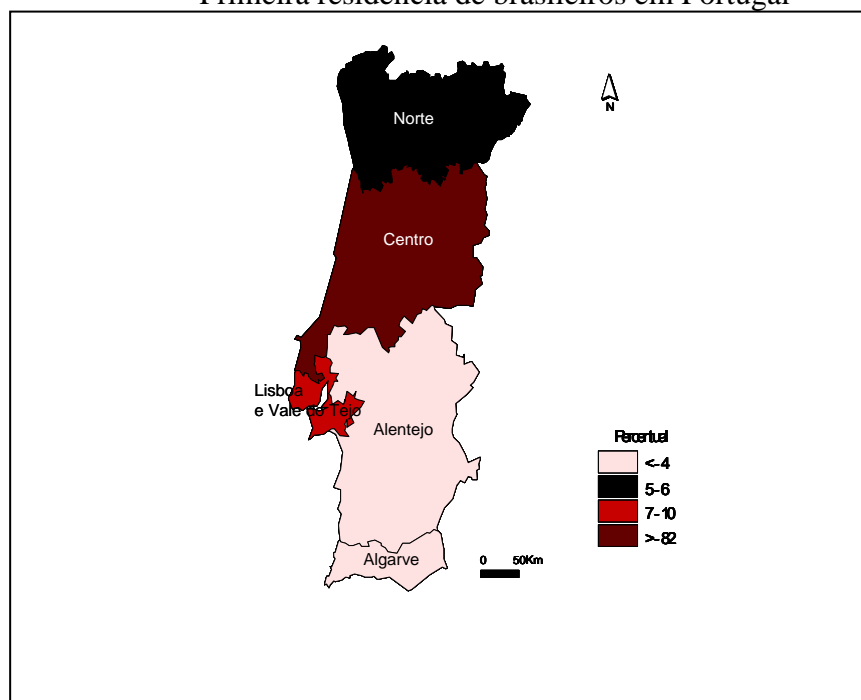 Primeira residência de brasileiros em Portugal
N
Norte
Centro
Lisboa
e Vale do Tejo
Alentejo
Algarve
Percentual
<-4
5-6
7-10
>-82
0 50Km